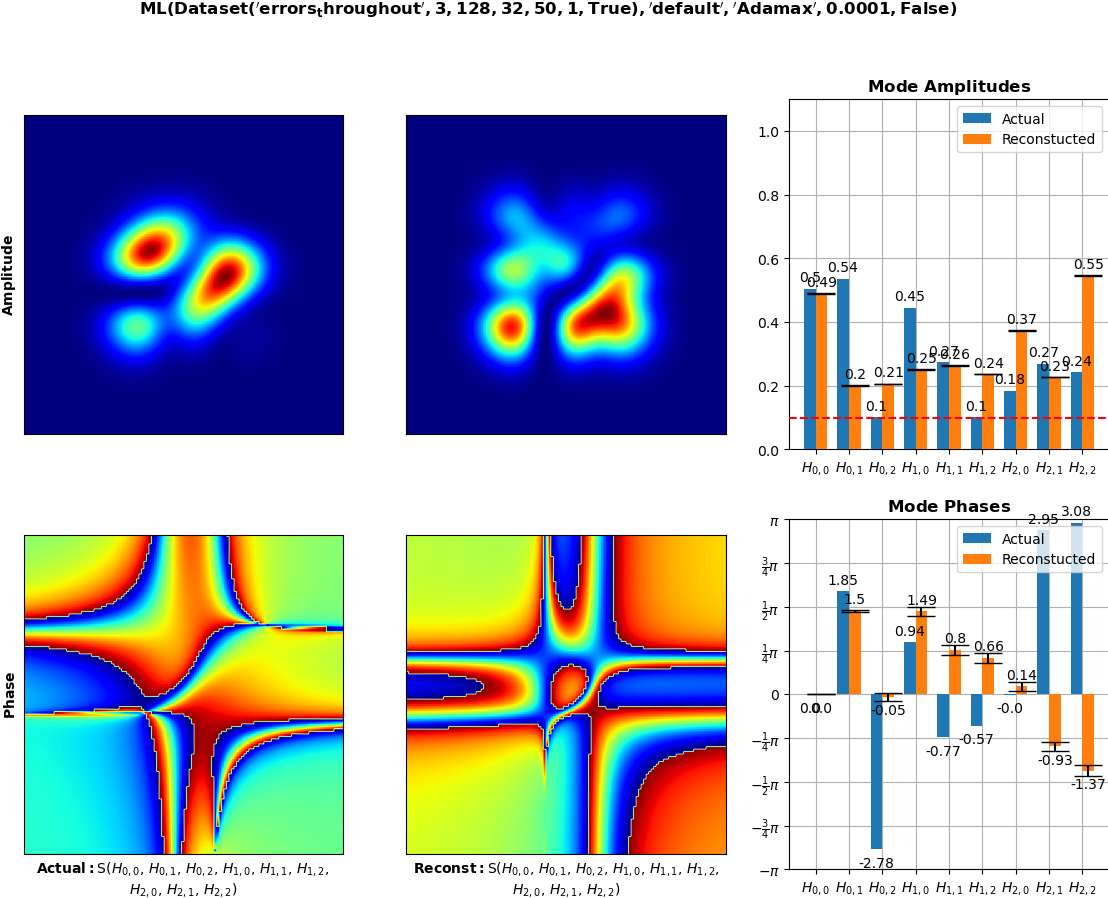 ML(Dataset('errors_throughout', 3, 128, 32, 50, 1, True), 'default', 'Adamax', 0.0001, False)
Amplitude
Mode Amplitudes
Actual
Reconstucted
1.0
0.8
0.6
0.4
0.2
0.0
0.5
0.49
0.54
0.2
0.1
0.21
0.45
0.25
0.27
0.26
0.1
0.24
0.18
0.37
0.27
0.23
0.24
0.55
H0,0 H0,1 H0,2 H1,0 H1,1 H1,2 H2,0 H2,1 H2,2
Phase
Mode Phases
Actual
Reconstucted
π
3/4π
1/2π
1/4π
0
−1/4π
−1/2π
−3/4π
−π
0.0
0.0
1.85
1.5
-2.78
-0.05
0.94
1.49
-0.77
0.8
-0.57
0.66
-0.0
0.14
2.95
-0.93
3.08
-1.37
H0,0 H0,1 H0,2 H1,0 H1,1 H1,2 H2,0 H2,1 H2,2
Actual: S(H0,0, H0,1, H0,2, H1,0, H1,1, H1,2,
H2,0, H2,1, H2,2)
Reconst: S(H0,0, H0,1, H0,2, H1,0, H1,1, H1,2,
H2,0, H2,1, H2,2)